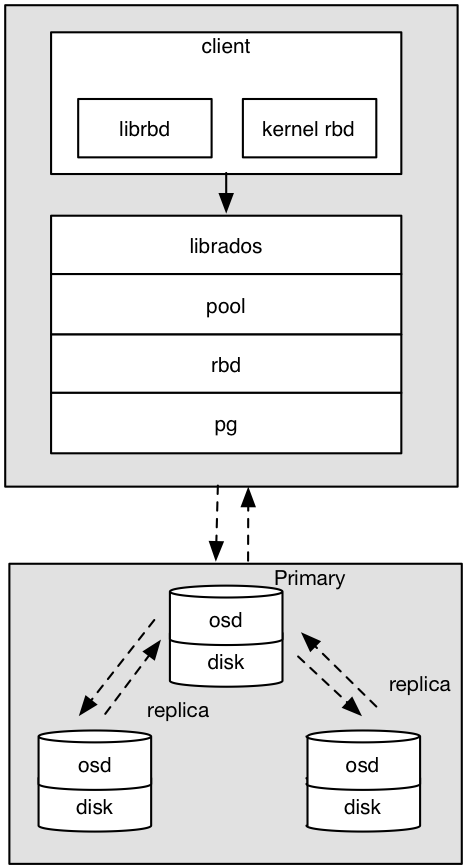 client
librbd
kernel rbd
librados
pool
rbd
pg
Primary
osd
disk
replica
replica
osd
disk
osd
disk